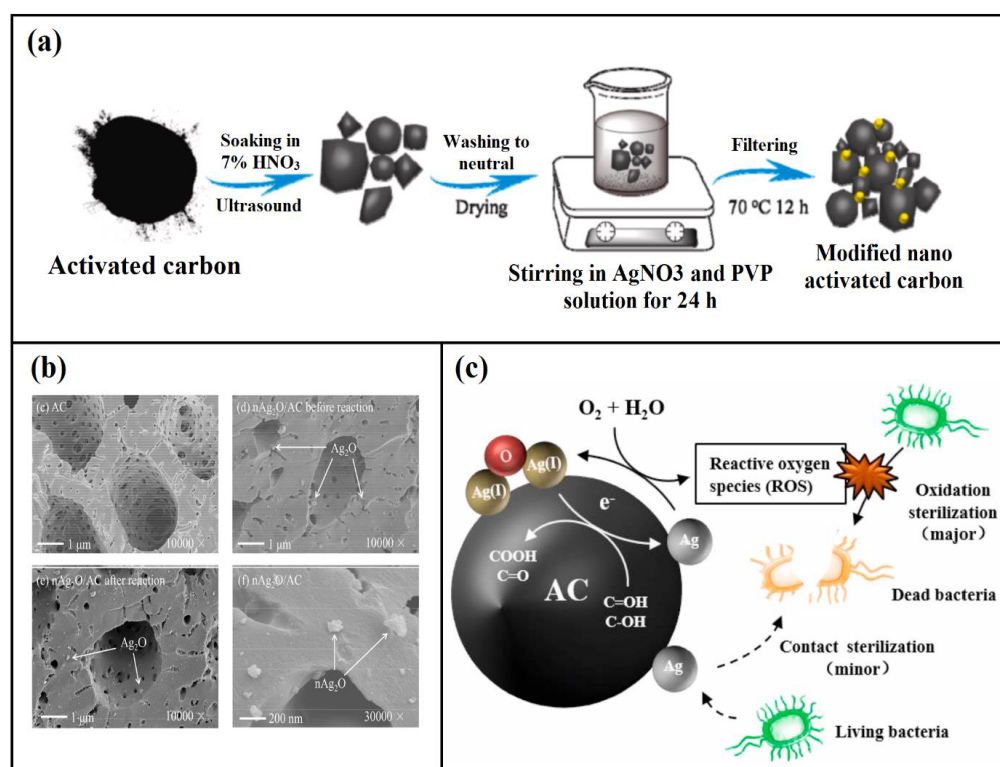 (a)
Soaking in
7% HNO₃
Ultrasound
Washing to
neutral
Drying
Filtering
70 ºC 12 h
Activated carbon
Stirring in AgNO3 and PVP
solution for 24 h
Modified nano
activated carbon
(b)
(c) AC
1 μm
10000 ×
(d) nAg₂O/AC before reaction
Ag₂O
1 μm
10000 ×
(e) nAg₂O/AC after reaction
Ag₂O
1 μm
10000 ×
(f) nAg₂O/AC
nAg₂O
200 nm
30000 ×
(c)
O₂ + H₂O
O
Ag(I)
Ag(I)
e⁻
Reactive oxygen
species (ROS)
Oxidation
sterilization
(major)
Ag
COOH
C=O
AC
C=OH
C-OH
Dead bacteria
Contact sterilization
(minor)
Ag
Living bacteria